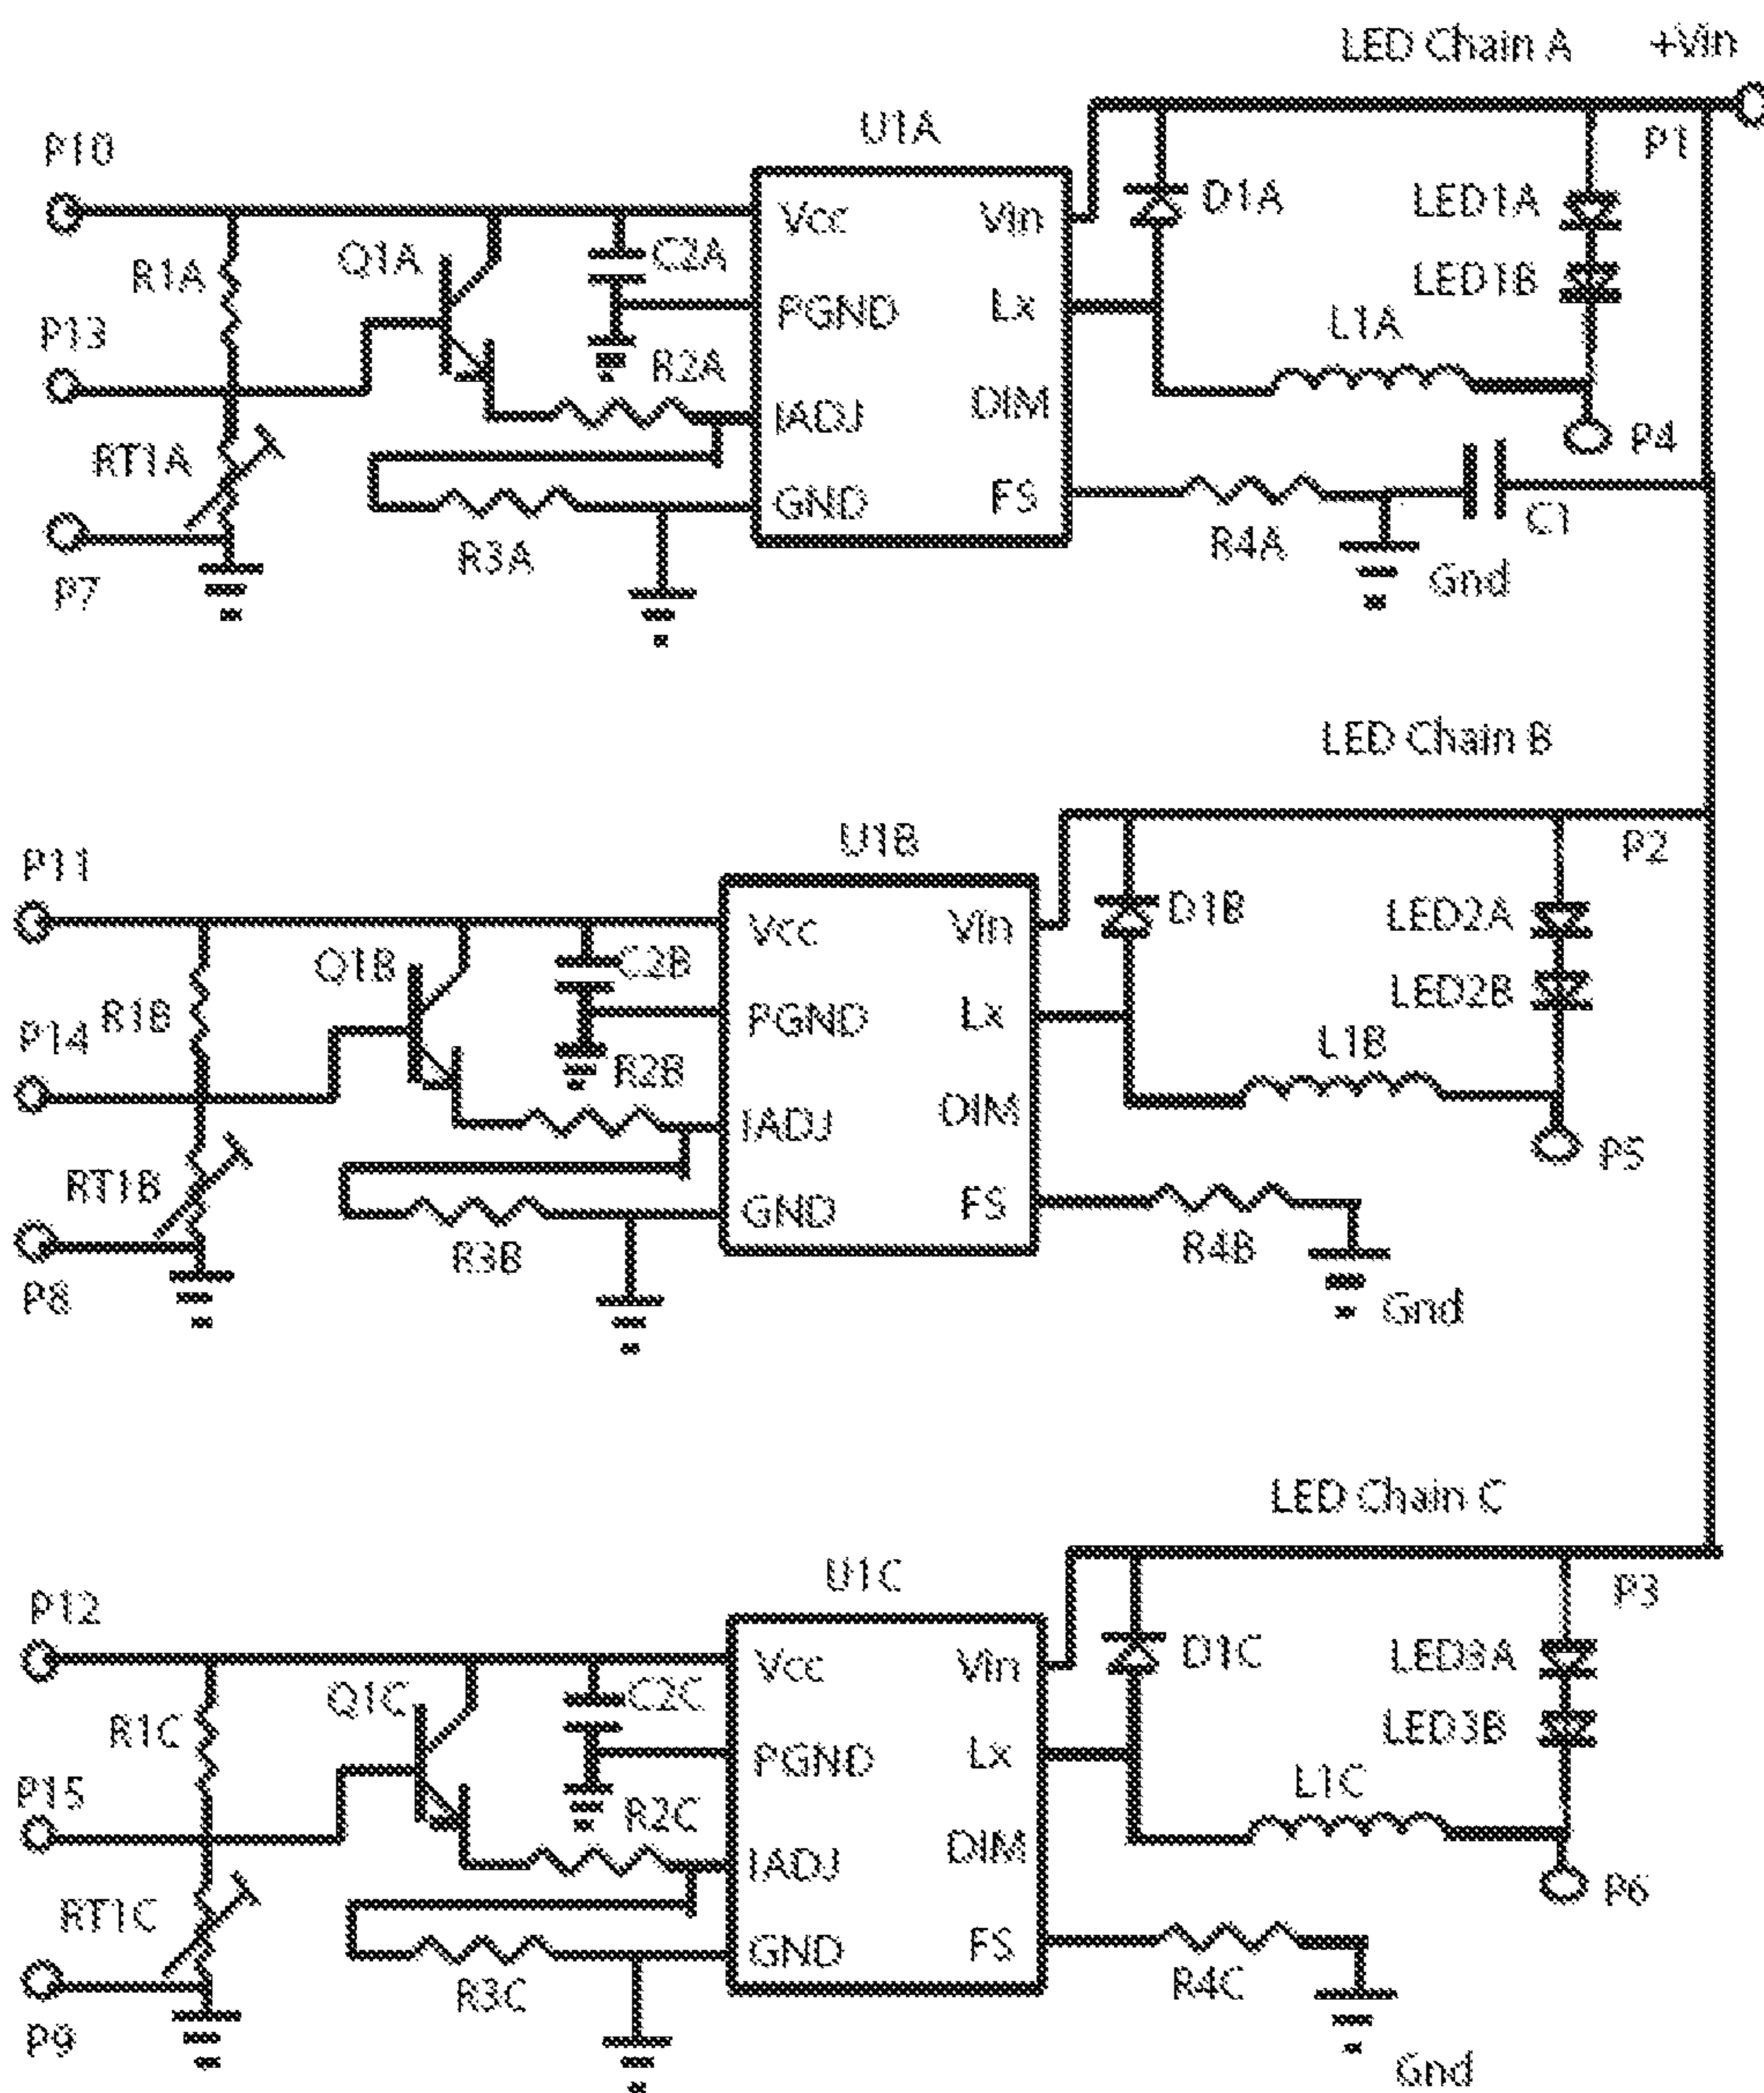 LED Chain A +Vin
P1
P10
U1A
R1A
Q1A
C2A
Vcc
Vin
D1A
LED1A
LED1B
P13
PGND
Lx
L1A
R2A
RT1A
IADJ
DIM
P4
P7
R3A
GND
FS
R4A
C1
Gnd
LED Chain B
P2
P11
U1B
R1B
Q1B
C2B
Vcc
Vin
D1B
LED2A
LED2B
P14
PGND
Lx
L1B
R2B
RT1B
IADJ
DIM
P5
P8
R3B
GND
FS
R4B
Gnd
LED Chain C
P3
P12
U1C
R1C
Q1C
C2C
Vcc
Vin
D1C
LED3A
LED3B
P15
PGND
Lx
L1C
R2C
RT1C
IADJ
DIM
P6
P9
R3C
GND
FS
R4C
Gnd